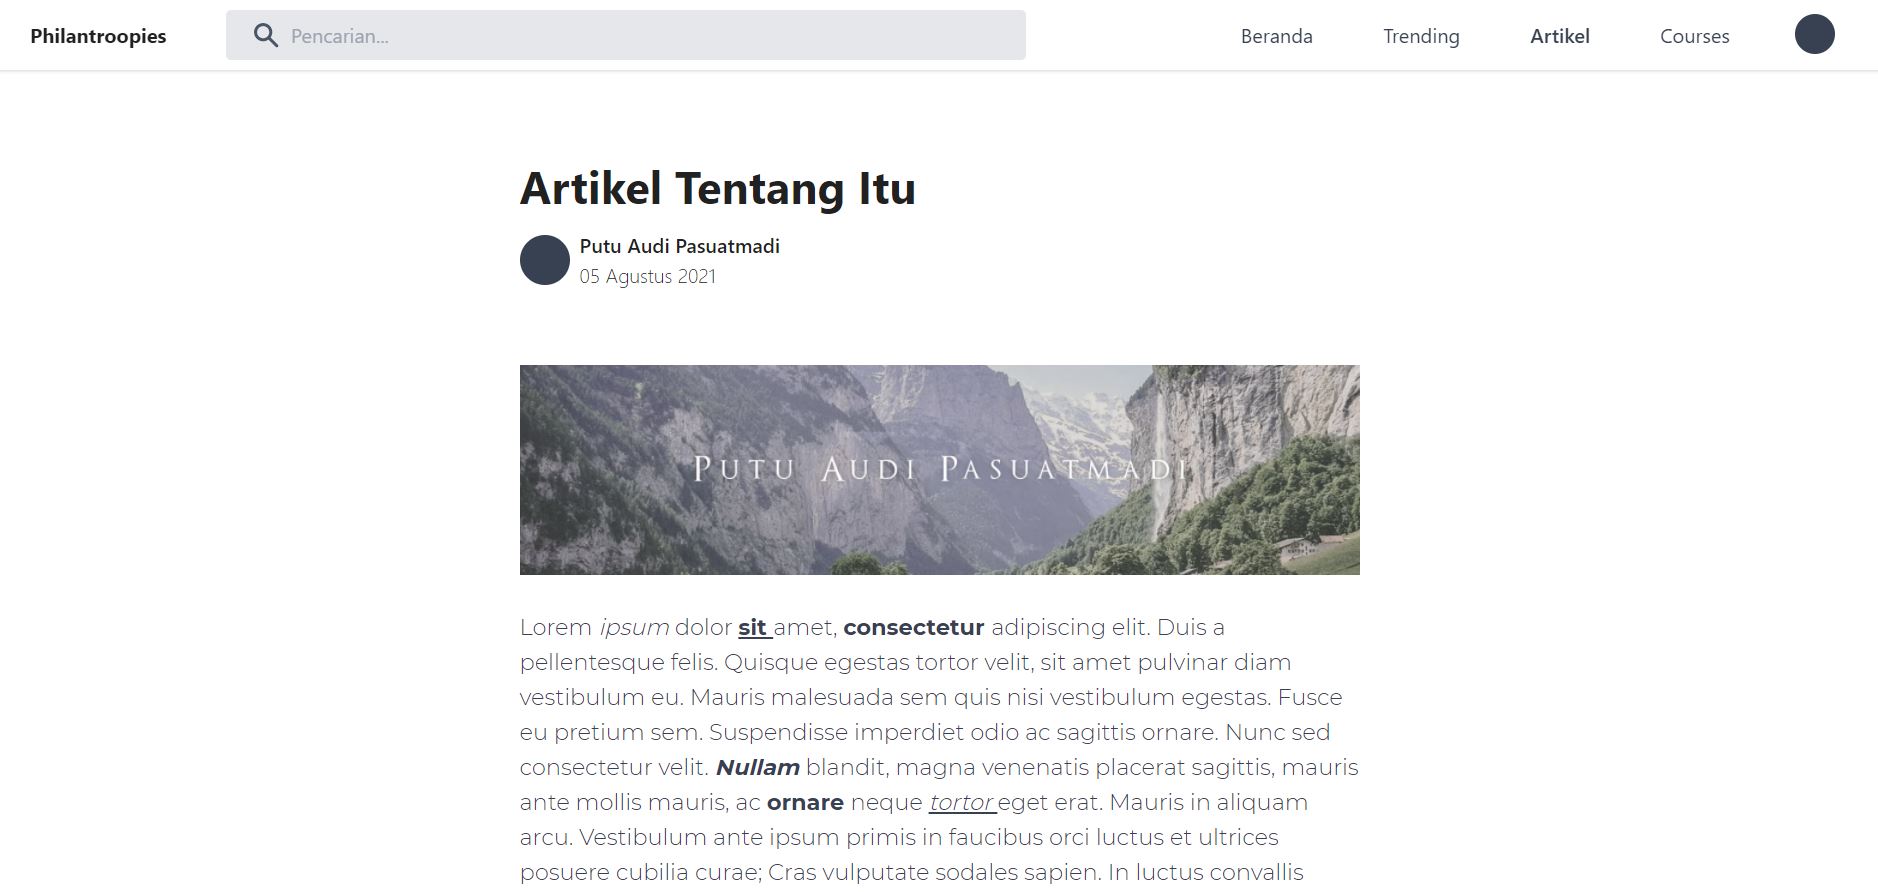 Philantroopies
Pencarian...
Beranda
Trending
Artikel
Courses
Artikel Tentang Itu
Putu Audi Pasuatmadi
05 Agustus 2021
Putu Audi Pasuatmadi
Lorem ipsum dolor sit amet, consectetur adipiscing elit. Duis a
pellentesque felis. Quisque egestas tortor velit, sit amet pulvinar diam
vestibulum eu. Mauris malesuada sem quis nisi vestibulum egestas. Fusce
eu pretium sem. Suspendisse imperdiet odio ac sagittis ornare. Nunc sed
consectetur velit. Nullam blandit, magna venenatis placerat sagittis, mauris
ante mollis mauris, ac ornare neque tortor eget erat. Mauris in aliquam
arcu. Vestibulum ante ipsum primis in faucibus orci luctus et ultrices
posuere cubilia curae; Cras vulputate sodales sapien. In luctus convallis